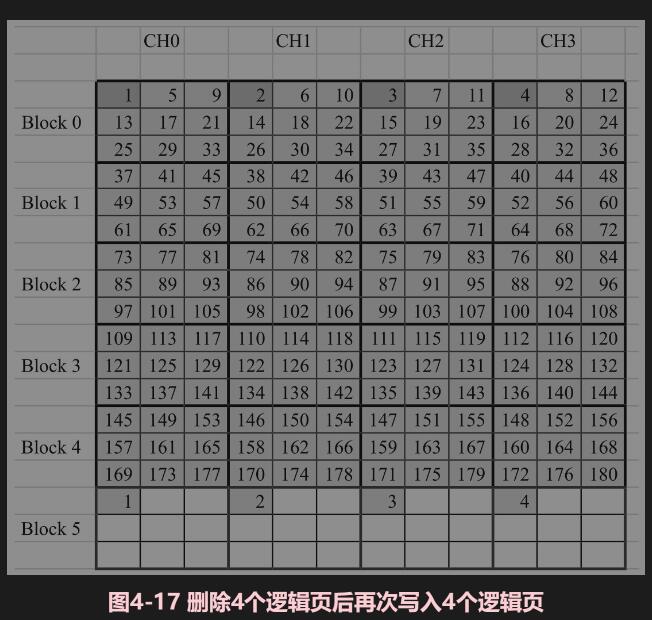 CH0 CH1 CH2 CH3
1 5 9 2 6 10 3 7 11 4 8 12
Block 0 13 17 21 14 18 22 15 19 23 16 20 24
25 29 33 26 30 34 27 31 35 28 32 36
37 41 45 38 42 46 39 43 47 40 44 48
Block 1 49 53 57 50 54 58 51 55 59 52 56 60
61 65 69 62 66 70 63 67 71 64 68 72
73 77 81 74 78 82 75 79 83 76 80 84
Block 2 85 89 93 86 90 94 87 91 95 88 92 96
97 101 105 98 102 106 99 103 107 100 104 108
109 113 117 110 114 118 111 115 119 112 116 120
Block 3 121 125 129 122 126 130 123 127 131 124 128 132
133 137 141 134 138 142 135 139 143 136 140 144
145 149 153 146 150 154 147 151 155 148 152 156
Block 4 157 161 165 158 162 166 159 163 167 160 164 168
169 173 177 170 174 178 171 175 179 172 176 180
1 2 3 4
Block 5
图4-17 删除4个逻辑页后再次写入4个逻辑页